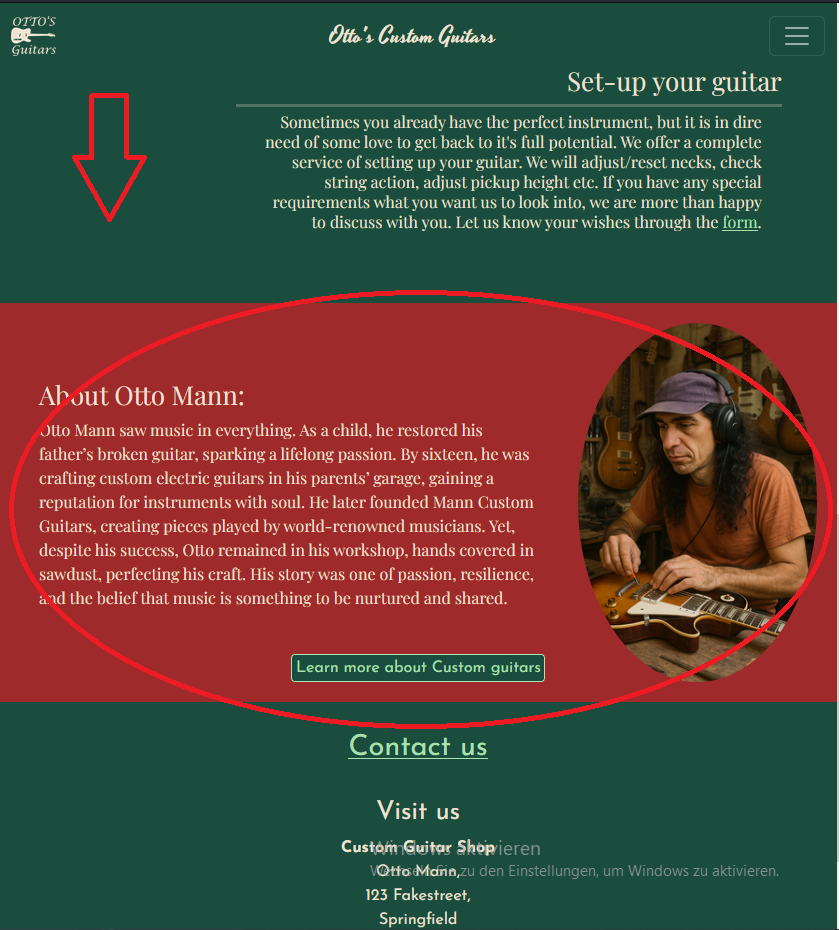 OTTO'S
Guitars
Otto's Custom Guitars
Set-up your guitar
Sometimes you already have the perfect instrument, but it is in dire
need of some love to get back to it's full potential. We offer a complete
service of setting up your guitar. We will adjust/reset necks, check
string action, adjust pickup height etc. If you have any special
requirements what you want us to look into, we are more than happy
to discuss with you. Let us know your wishes through the form.
About Otto Mann:
Otto Mann saw music in everything. As a child, he restored his
father’s broken guitar, sparking a lifelong passion. By sixteen, he was
crafting custom electric guitars in his parents’ garage, gaining a
reputation for instruments with soul. He later founded Mann Custom
Guitars, creating pieces played by world-renowned musicians. Yet,
despite his success, Otto remained in his workshop, hands covered in
sawdust, perfecting his craft. His story was one of passion, resilience,
and the belief that music is something to be nurtured and shared.
Learn more about Custom guitars
Contact us
Visit us
Custom Guitar Shop
Windows aktivieren
Otto Mann,
Wechseln Sie zu den Einstellungen, um Windows zu aktivieren.
123 Fakestreet,
Springfield